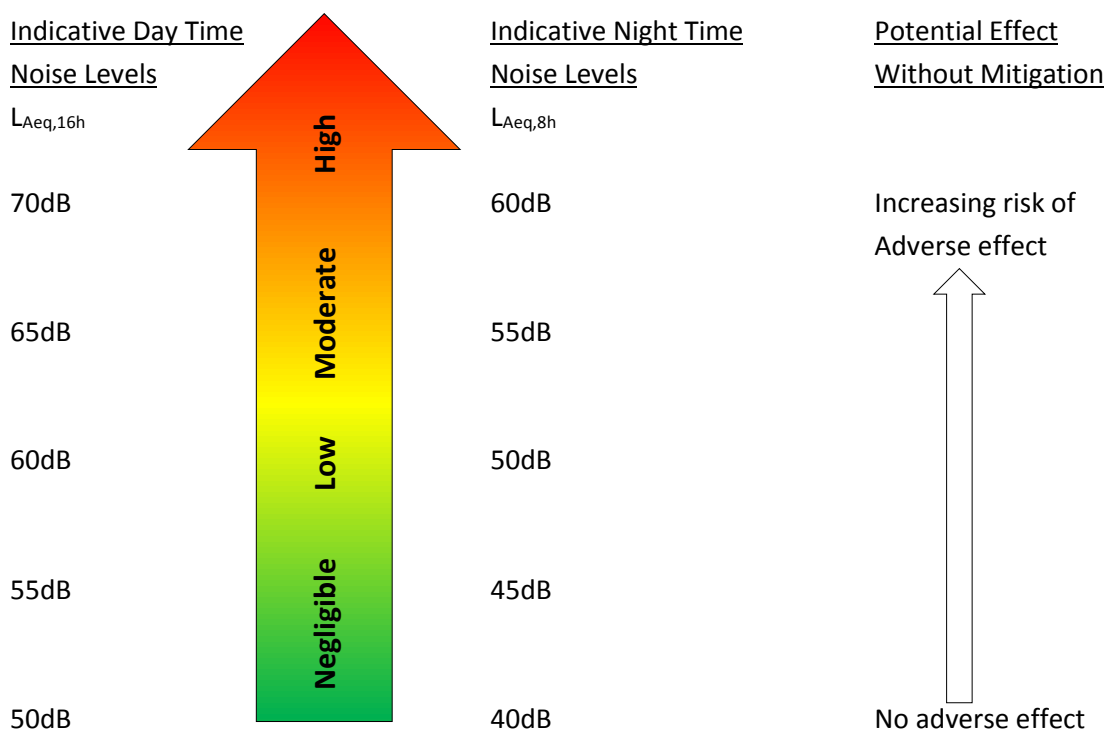 Indicative Day Time
Noise Levels
LAeq,16h
70dB
65dB
60dB
55dB
50dB
High
Moderate
Low
Negligible
Indicative Night Time
Noise Levels
LAeq,8h
60dB
55dB
50dB
45dB
40dB
Potential Effect
Without Mitigation
Increasing risk of
Adverse effect
No adverse effect